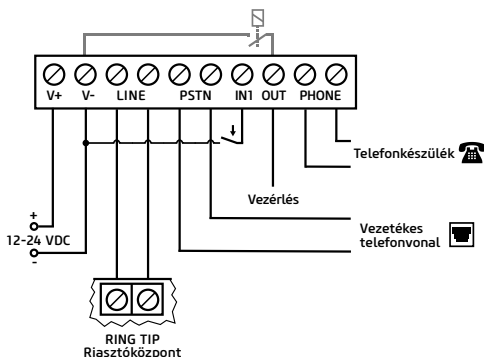 V+ V- LINE PSTN IN1 OUT PHONE
Telefonkészülék
Vezérlés
Vezetékes
telefonvonal
+
12-24 VDC
-
RING TIP
Riasztóközpont